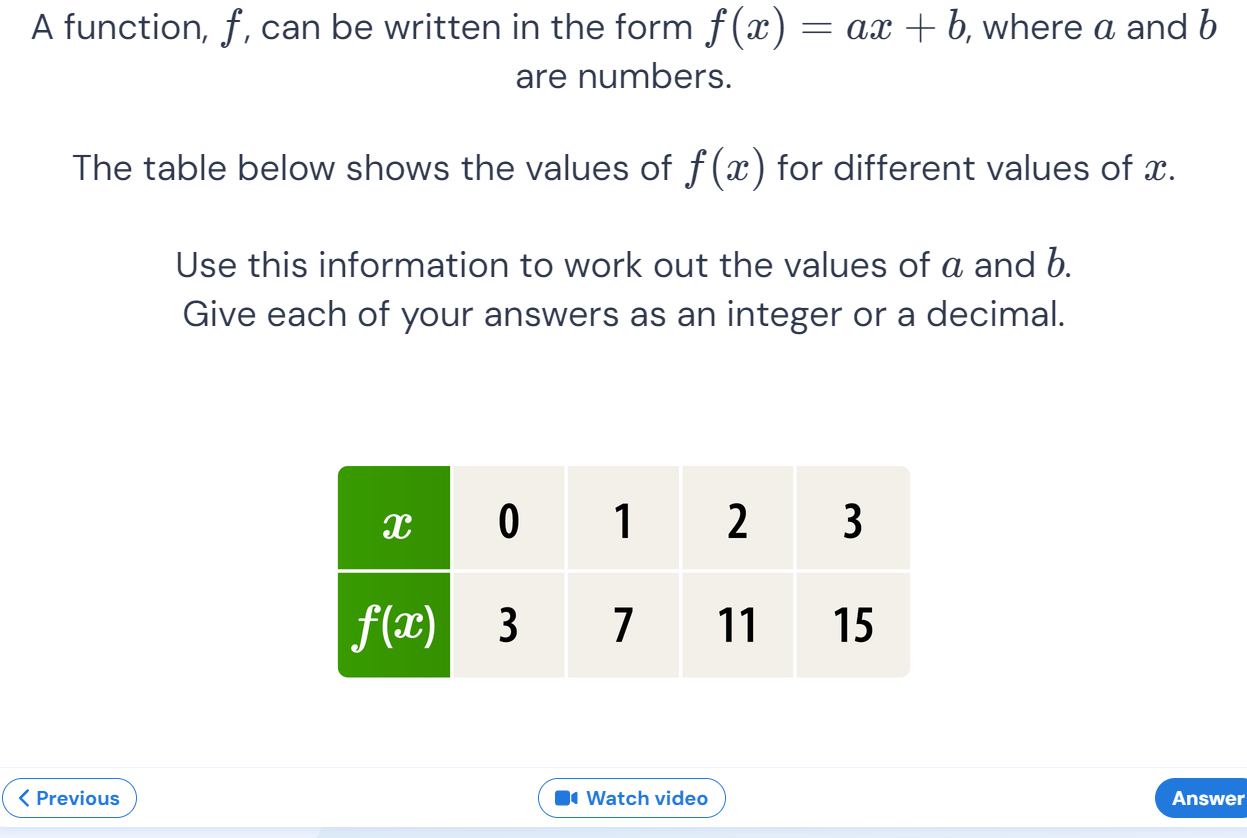 A function, f, can be written in the form f(x) = ax + b, where a and b
are numbers.
The table below shows the values of f(x) for different values of x.
Use this information to work out the values of a and b.
Give each of your answers as an integer or a decimal.
x 0 1 2 3
f(x) 3 7 11 15
Previous Watch video Answer